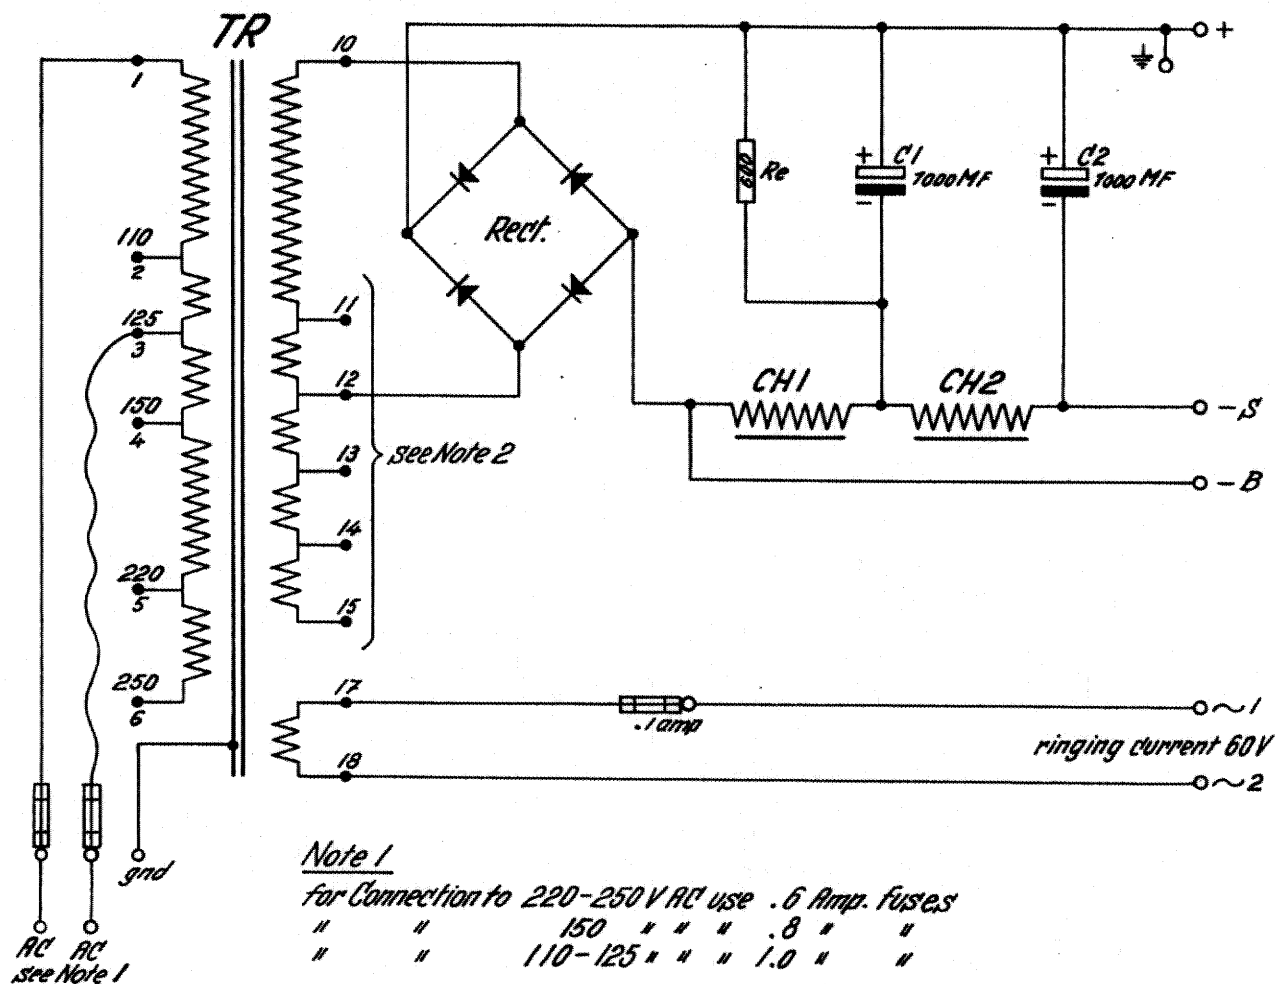 TR
1
110
2
125
3
150
4
220
5
250
6
gnd
AC AC
see Note 1
10
11
12
13
14
15
see Note 2
17
18
Rect.
600
Re
+
C1
1000 MF
−
+
C2
1000 MF
−
+
CH1
CH2
− S
− B
.1 amp
~1
ringing current 60V
~2
Note 1
for Connection to 220-250 V AC use .6 Amp. fuses
" " 150 " " " .8 " "
" " 110-125 " " " 1.0 " "